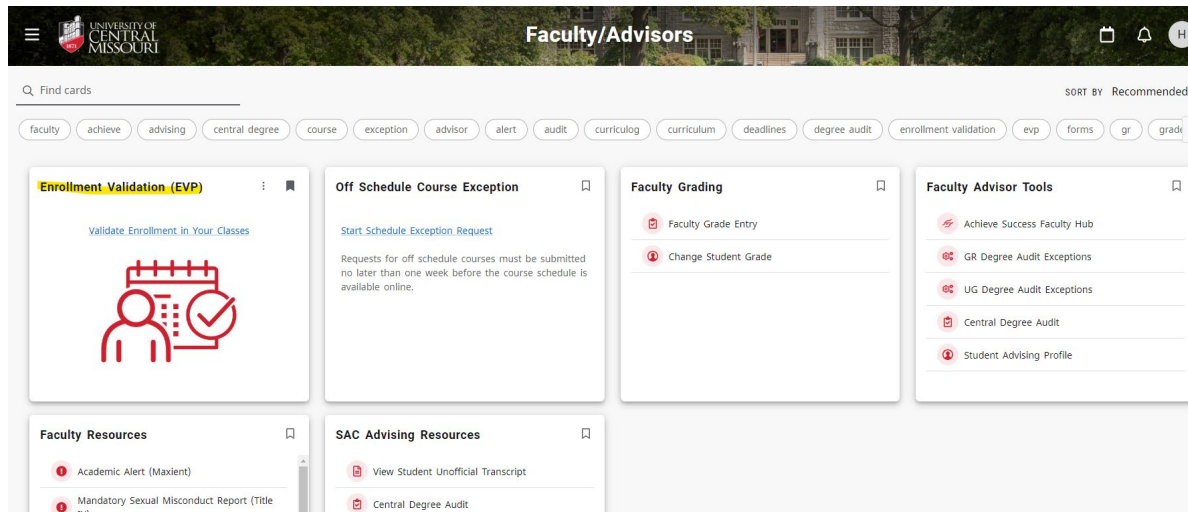 UNIVERSITY OF
CENTRAL
MISSOURI
1871
Faculty/Advisors
H
Find cards
SORT BY Recommended
faculty achieve advising central degree course exception advisor alert audit curriculog curriculum deadlines degree audit enrollment validation evp forms gr grade
Enrollment Validation (EVP)
Validate Enrollment in Your Classes
Off Schedule Course Exception
Start Schedule Exception Request
Requests for off schedule courses must be submitted
no later than one week before the course schedule is
available online.
Faculty Grading
Faculty Grade Entry
Change Student Grade
Faculty Advisor Tools
Achieve Success Faculty Hub
GR Degree Audit Exceptions
UG Degree Audit Exceptions
Central Degree Audit
Student Advising Profile
Faculty Resources
Academic Alert (Maxient)
Mandatory Sexual Misconduct Report (Title
SAC Advising Resources
View Student Unofficial Transcript
Central Degree Audit